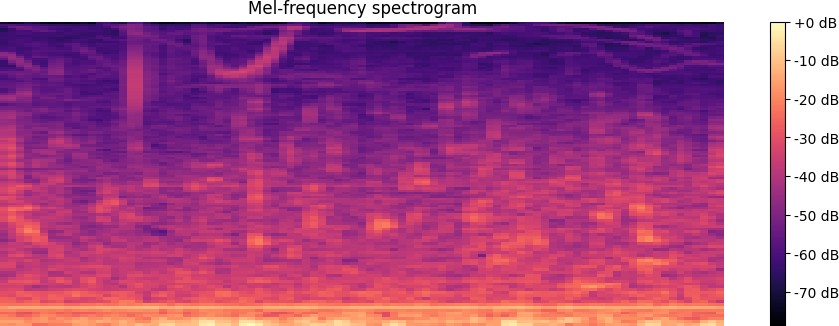 Mel-frequency spectrogram
+0 dB
-10 dB
-20 dB
-30 dB
-40 dB
-50 dB
-60 dB
-70 dB